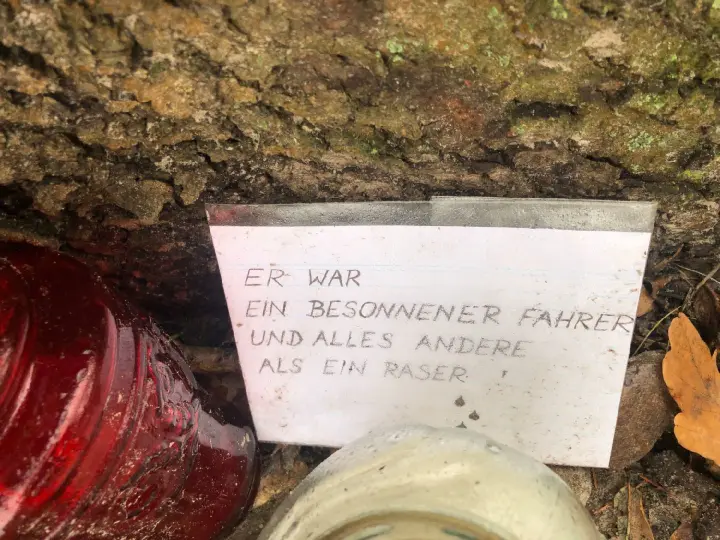 ER WAR
EIN BESONNENER FAHRER
UND ALLES ANDERE
ALS EIN RASER.